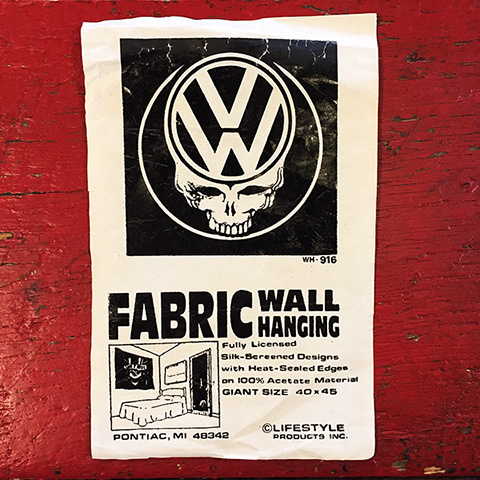 VW
WH-916
FABRIC WALL HANGING
Fully Licensed
Silk-Screened Designs
with Heat-Sealed Edges
on 100% Acetate Material
GIANT SIZE 40x45
PONTIAC, MI 48342
©LIFESTYLE
PRODUCTS INC.